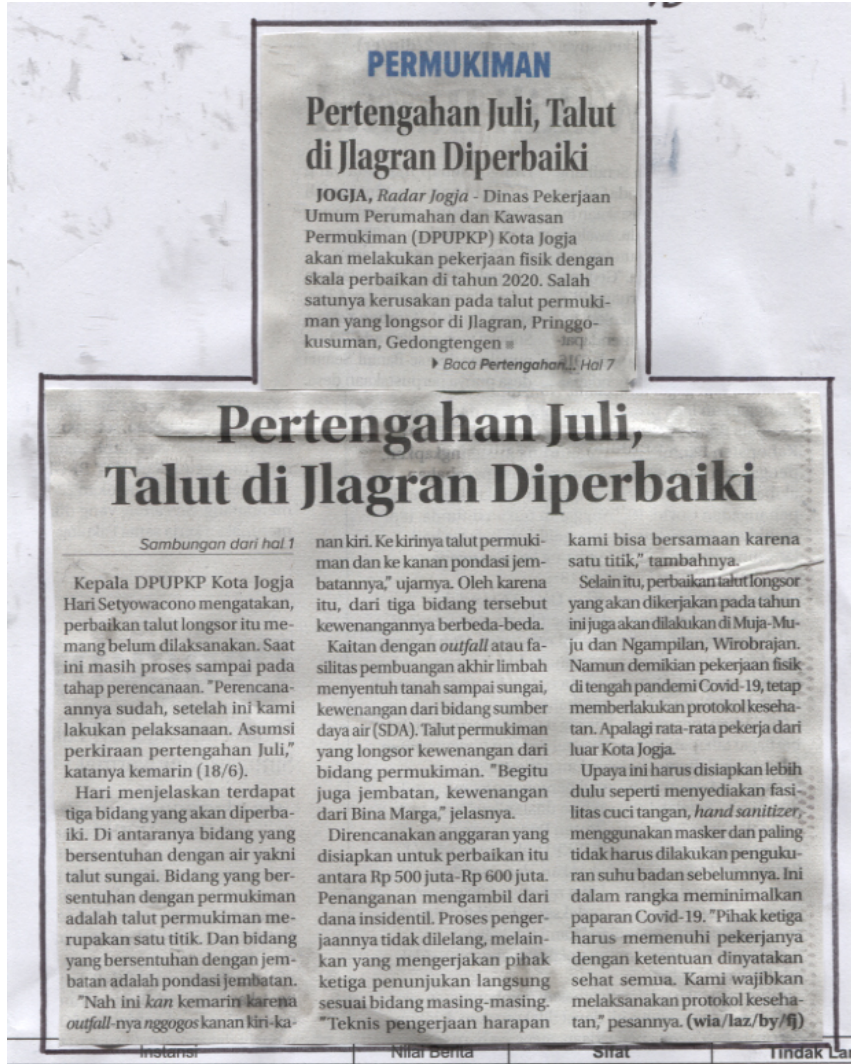 PERMUKIMAN
Pertengahan Juli, Talut
di Jlagran Diperbaiki
JOGJA, Radar Jogja - Dinas Pekerjaan
Umum Perumahan dan Kawasan
Permukiman (DPUPKP) Kota Jogja
akan melakukan pekerjaan fisik dengan
skala perbaikan di tahun 2020. Salah
satunya kerusakan pada talut permuki-
man yang longsor di Jlagran, Pringgo-
kusuman, Gedongtengen
Baca Pertengahan... Hal 7
Pertengahan Juli,
Talut di Jlagran Diperbaiki
Sambungan dari hal 1
Kepala DPUPKP Kota Jogja
Hari Setyowacono mengatakan,
perbaikan talut longsor itu me-
mang belum dilaksanakan. Saat
ini masih proses sampai pada
tahap perencanaan. "Perencana-
annya sudah, setelah ini kami
lakukan pelaksanaan. Asumsi
perkiraan pertengahan Juli,"
katanya kemarin (18/6).
Hari menjelaskan terdapat
tiga bidang yang akan diperba-
iki. Di antaranya bidang yang
bersentuhan dengan air yakni
talut sungai. Bidang yang ber-
sentuhan dengan permukiman
adalah talut permukiman me-
rupakan satu titik. Dan bidang
yang bersentuhan dengan jem-
batan adalah pondasi jembatan.
"Nah ini kan kemarin karena
outfall-nya nggogos kanan kiri-ka-
nan kiri. Ke kirinya talut permuki-
man dan ke kanan pondasi jem-
batannya," ujarnya. Oleh karena
itu, dari tiga bidang tersebut
kewenangannya berbeda-beda.
Kaitan dengan outfall atau fa-
silitas pembuangan akhir limbah
menyentuh tanah sampai sungai,
kewenangan dari bidang sumber
daya air (SDA). Talut permukiman
yang longsor kewenangan dari
bidang permukiman. "Begitu
juga jembatan, kewenangan
dari Bina Marga," jelasnya.
Direncanakan anggaran yang
disiapkan untuk perbaikan itu
antara Rp 500 juta-Rp 600 juta.
Penanganan mengambil dari
dana insidentil. Proses penger-
jaannya tidak dilelang, melain-
kan yang mengerjakan pihak
ketiga penunjukan langsung
sesuai bidang masing-masing.
"Teknis pengerjaan harapan
kami bisa bersamaan karena
satu titik," tambahnya.
Selain itu, perbaikan talut longsor
yang akan dikerjakan pada tahun
ini juga akan dilakukan di Muja-Mu-
ju dan Ngampilan, Wirobrajan.
Namun demikian pekerjaan fisik
di tengah pandemi Covid-19, tetap
memberlakukan protokol keseha-
tan. Apalagi rata-rata pekerja dari
luar Kota Jogja.
Upaya ini harus disiapkan lebih
dulu seperti menyediakan fasi-
litas cuci tangan, hand sanitizer,
menggunakan masker dan paling
tidak harus dilakukan penguku-
ran suhu badan sebelumnya. Ini
dalam rangka meminimalkan
paparan Covid-19. "Pihak ketiga
harus memenuhi pekerjanya
dengan ketentuan dinyatakan
sehat semua. Kami wajibkan
melaksanakan protokol keseha-
tan," pesannya. (wia/laz/by/fj)
Instansi
Nilai Berita
Sifat
Tindak